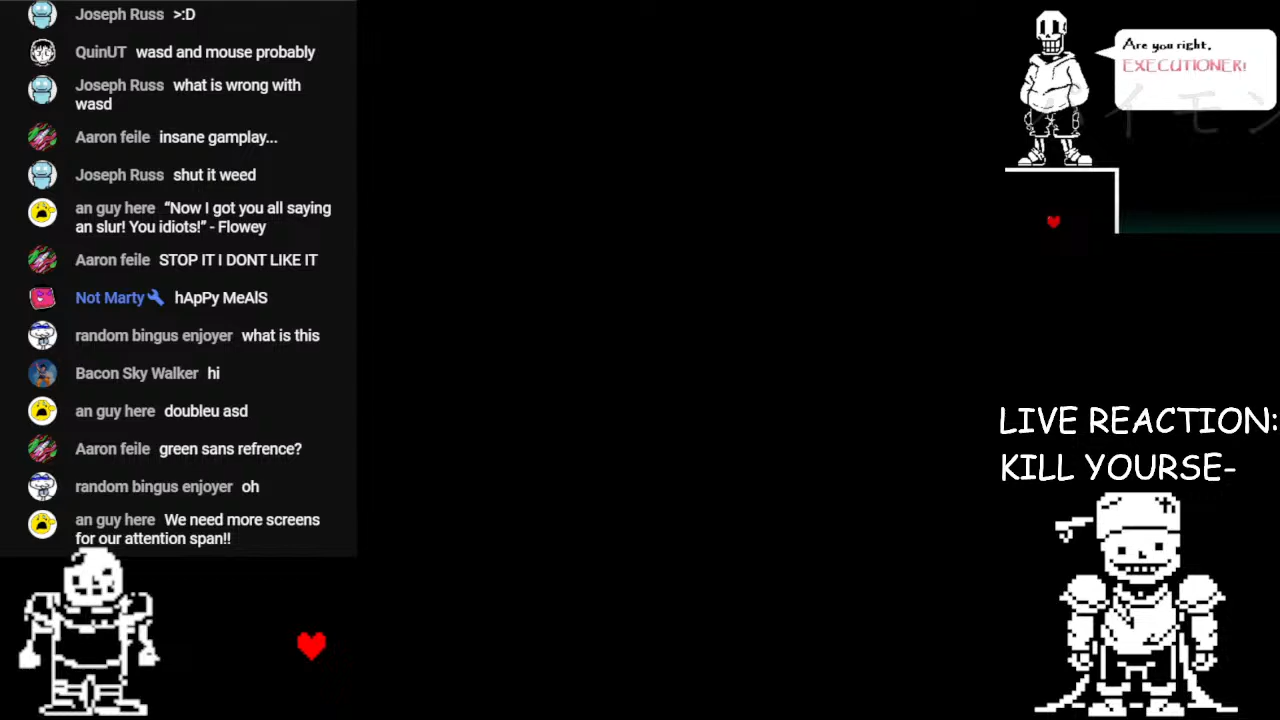 Joseph Russ >:D
QuinUT wasd and mouse probably
Joseph Russ what is wrong with
wasd
Aaron feile insane gamplay...
Joseph Russ shut it weed
an guy here “Now I got you all saying
an slur! You idiots!” - Flowey
Aaron feile STOP IT I DONT LIKE IT
Not Marty hApPy MeAlS
random bingus enjoyer what is this
Bacon Sky Walker hi
an guy here doubleu asd
Aaron feile green sans refrence?
random bingus enjoyer oh
an guy here We need more screens
for our attention span!!
Are you right,
EXECUTIONER!
イモン
LIVE REACTION:
KILL YOURSE-